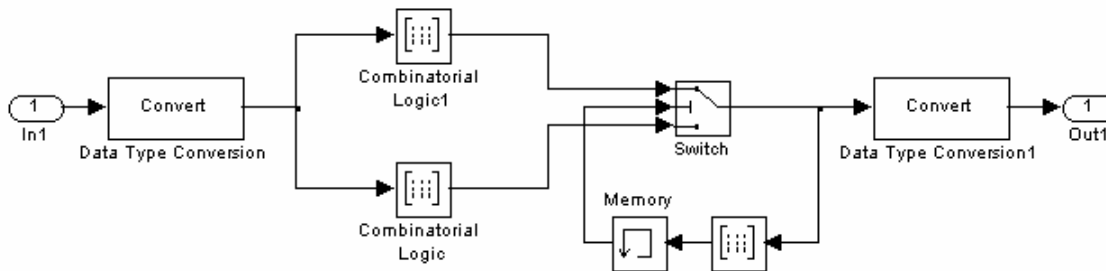 1
In1
Convert
Data Type Conversion
Combinatorial
Logic1
Combinatorial
Logic
Switch
Memory
Convert
Data Type Conversion1
1
Out1